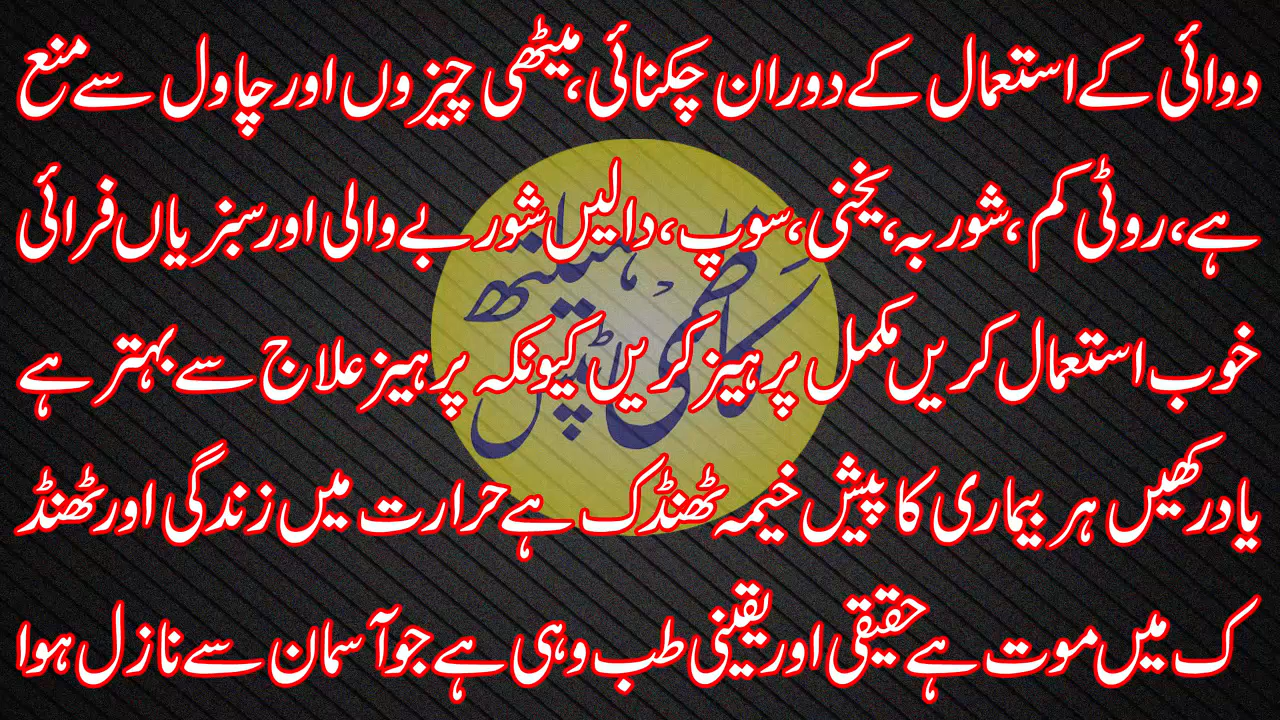 دوائی کے استعمال کے دوران چکنائی، میٹھی چیزوں اور چاول سے منع
ہے، روٹی کم، شوربہ، یخنی، سوپ، دالیں شوربے والی اور سبزیاں فرائی
خوب استعمال کریں مکمل پرہیز کریں کیونکہ پرہیز علاج سے بہتر ہے
یاد رکھیں ہر بیماری کا پیش خیمہ ٹھنڈک ہے حرارت میں زندگی اور ٹھنڈ
ک میں موت ہے حقیقی اور یقینی طب وہی ہے جو آسمان سے نازل ہوا
کاظمی ہیلتھ ٹپس